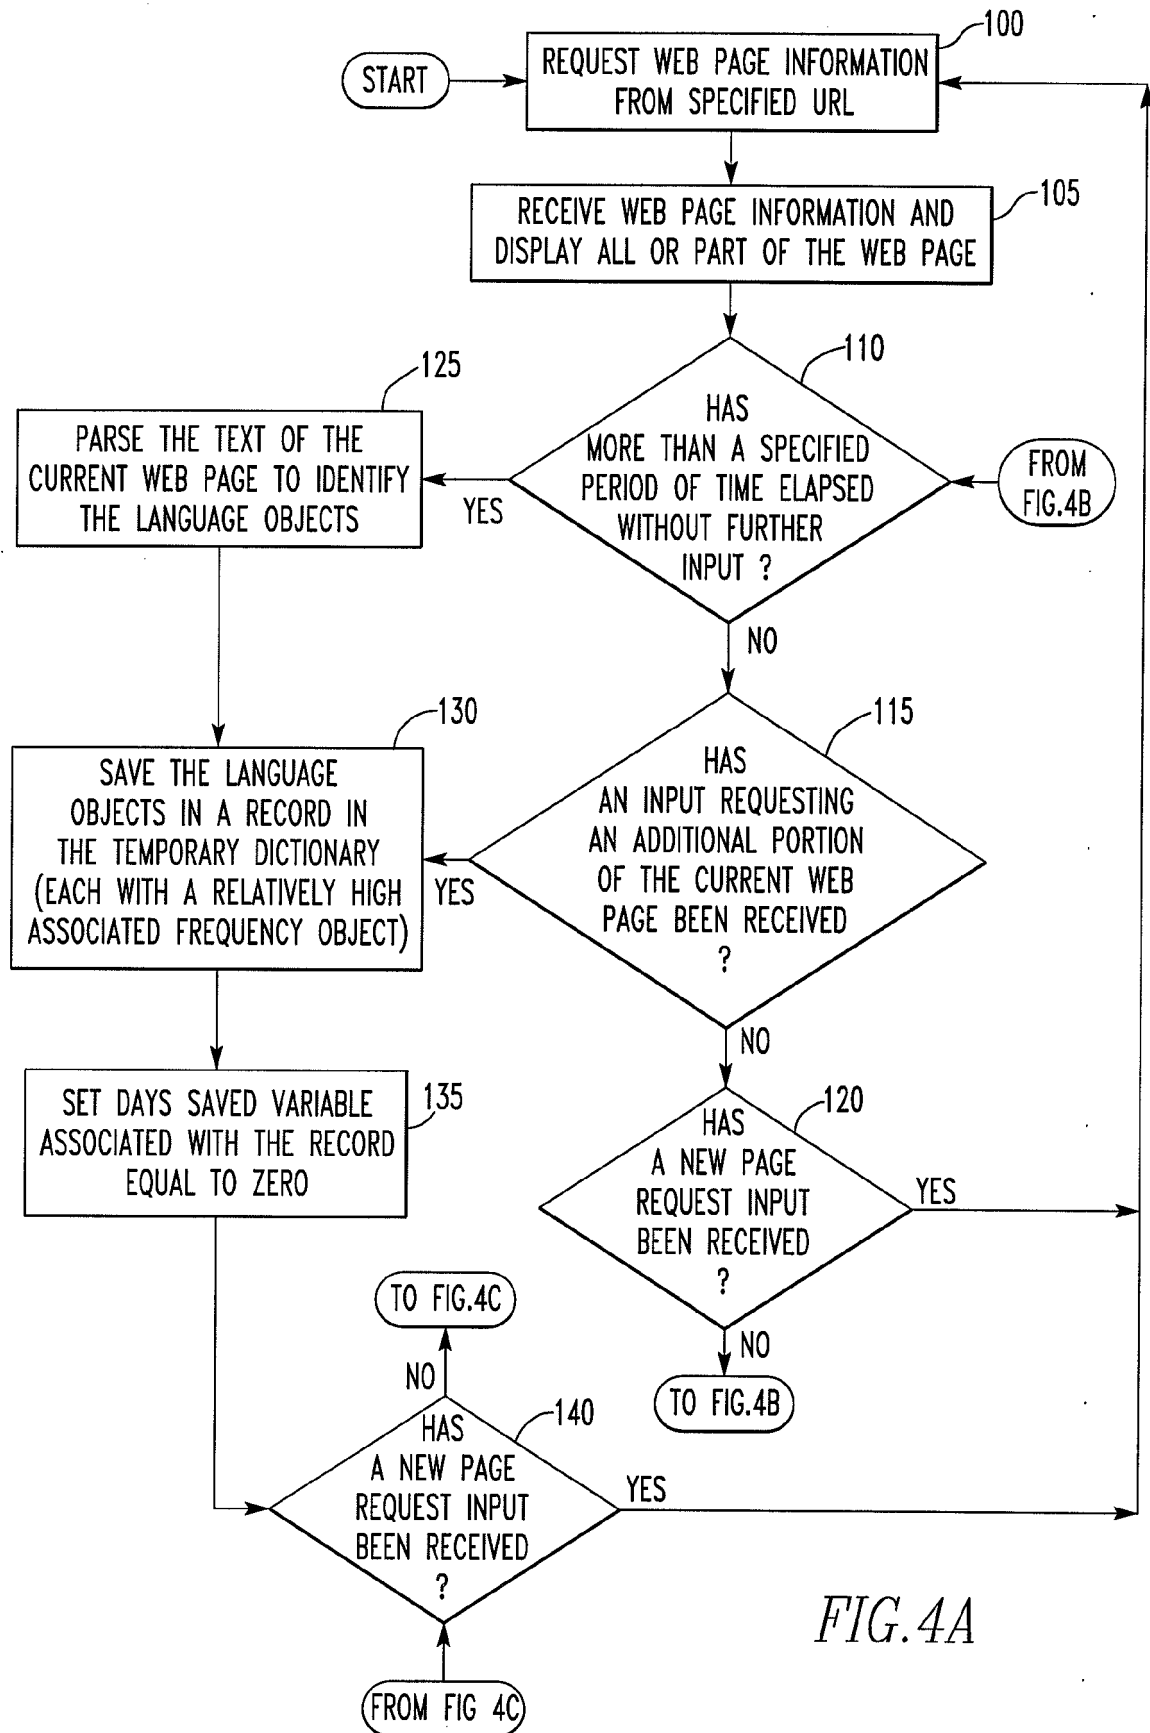 100
START
REQUEST WEB PAGE INFORMATION
FROM SPECIFIED URL
105
RECEIVE WEB PAGE INFORMATION AND
DISPLAY ALL OR PART OF THE WEB PAGE
110
HAS
MORE THAN A SPECIFIED
PERIOD OF TIME ELAPSED
WITHOUT FURTHER
INPUT ?
FROM
FIG.4B
YES
125
PARSE THE TEXT OF THE
CURRENT WEB PAGE TO IDENTIFY
THE LANGUAGE OBJECTS
NO
115
HAS
AN INPUT REQUESTING
AN ADDITIONAL PORTION
OF THE CURRENT WEB
PAGE BEEN RECEIVED
?
YES
130
SAVE THE LANGUAGE
OBJECTS IN A RECORD IN
THE TEMPORARY DICTIONARY
(EACH WITH A RELATIVELY HIGH
ASSOCIATED FREQUENCY OBJECT)
NO
135
SET DAYS SAVED VARIABLE
ASSOCIATED WITH THE RECORD
EQUAL TO ZERO
120
HAS
A NEW PAGE
REQUEST INPUT
BEEN RECEIVED
?
YES
NO
TO FIG.4B
TO FIG.4C
NO
140
HAS
A NEW PAGE
REQUEST INPUT
BEEN RECEIVED
?
YES
FROM FIG 4C
FIG.4A